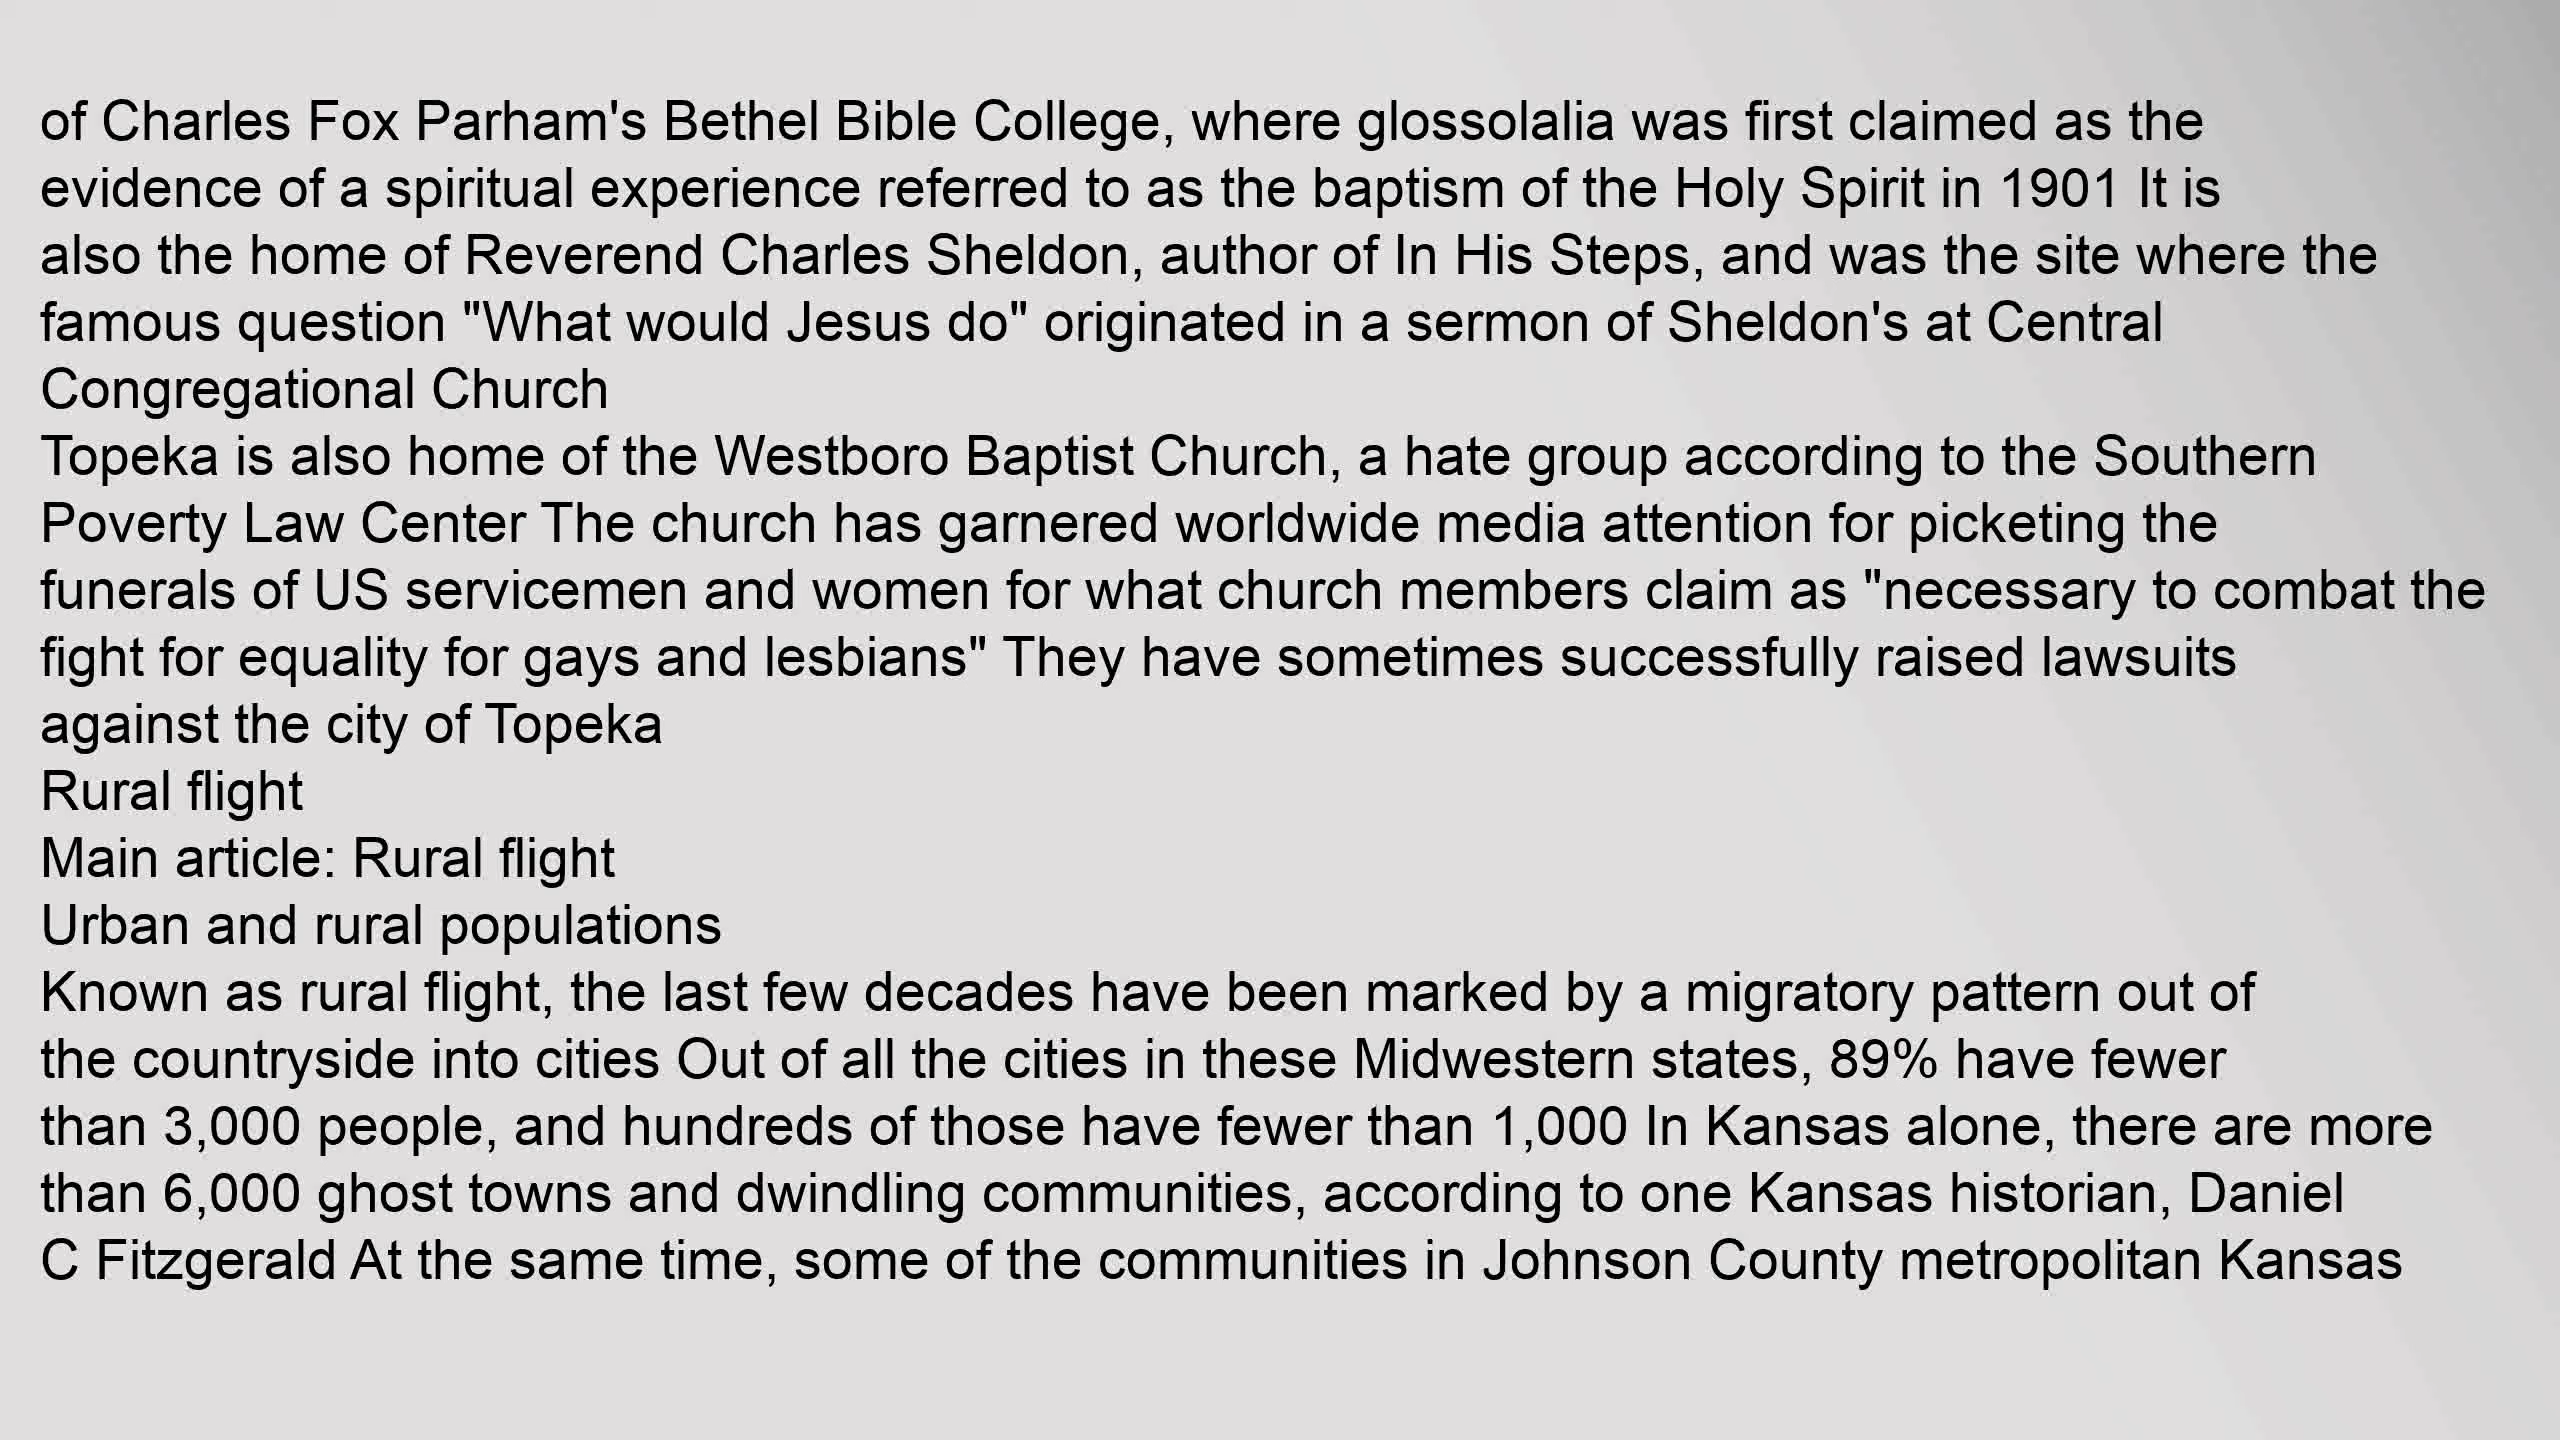 of Charles Fox Parham's Bethel Bible College, where glossolalia was first claimed as the
evidence of a spiritual experience referred to as the baptism of the Holy Spirit in 1901 It is
also the home of Reverend Charles Sheldon, author of In His Steps, and was the site where the
famous question "What would Jesus do" originated in a sermon of Sheldon's at Central
Congregational Church
Topeka is also home of the Westboro Baptist Church, a hate group according to the Southern
Poverty Law Center The church has garnered worldwide media attention for picketing the
funerals of US servicemen and women for what church members claim as "necessary to combat the
fight for equality for gays and lesbians" They have sometimes successfully raised lawsuits
against the city of Topeka
Rural flight
Main article: Rural flight
Urban and rural populations
Known as rural flight, the last few decades have been marked by a migratory pattern out of
the countryside into cities Out of all the cities in these Midwestern states, 89% have fewer
than 3,000 people, and hundreds of those have fewer than 1,000 In Kansas alone, there are more
than 6,000 ghost towns and dwindling communities, according to one Kansas historian, Daniel
C Fitzgerald At the same time, some of the communities in Johnson County metropolitan Kansas